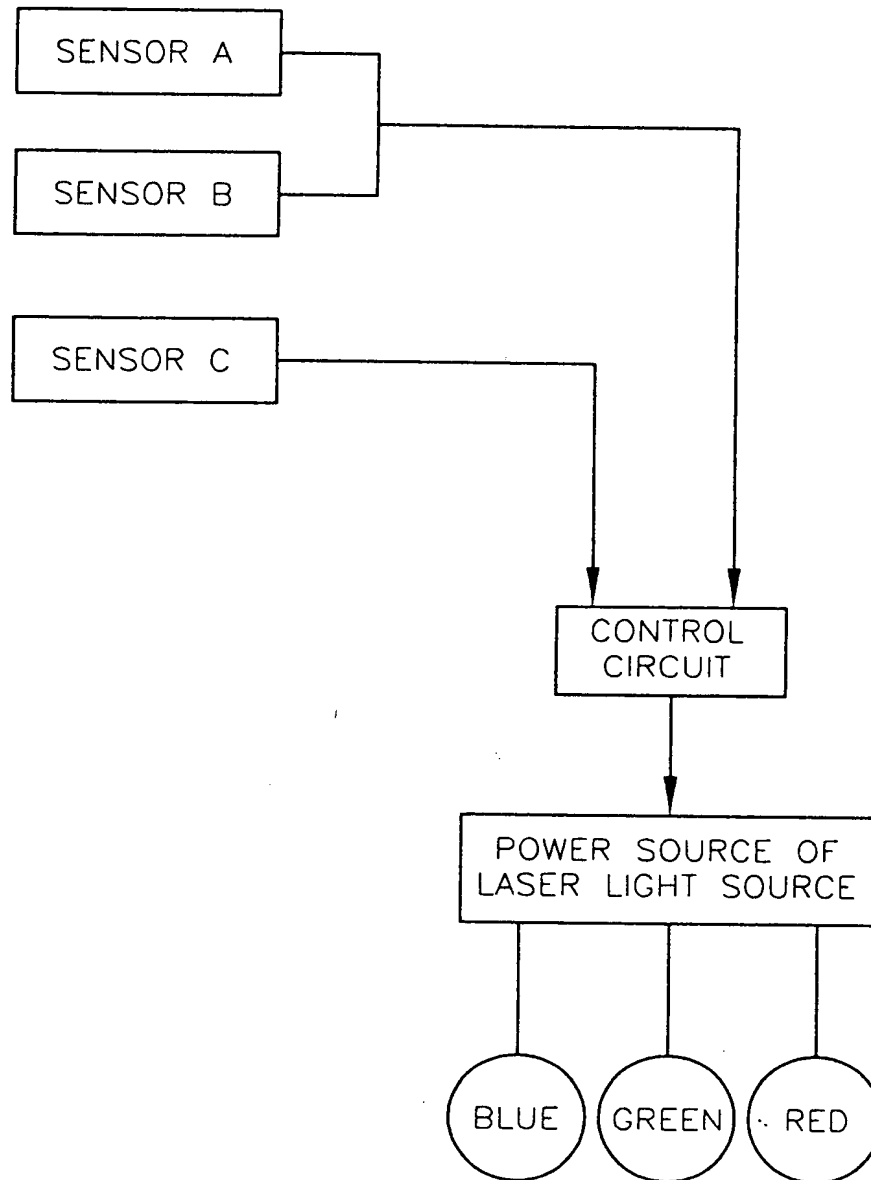 SENSOR A
SENSOR B
SENSOR C
CONTROL
CIRCUIT
POWER SOURCE OF
LASER LIGHT SOURCE
BLUE
GREEN
RED